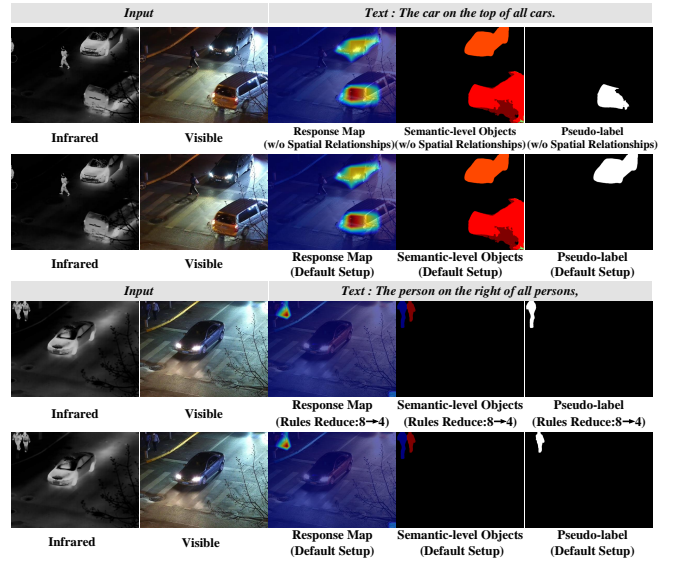 Input Text : The car on the top of all cars.
Infrared Visible Response Map Semantic-level Objects Pseudo-label
(w/o Spatial Relationships) (w/o Spatial Relationships) (w/o Spatial Relationships)
Infrared Visible Response Map Semantic-level Objects Pseudo-label
(Default Setup) (Default Setup) (Default Setup)
Input Text : The person on the right of all persons,
Infrared Visible Response Map Semantic-level Objects Pseudo-label
(Rules Reduce:8→4) (Rules Reduce:8→4) (Rules Reduce:8→4)
Infrared Visible Response Map Semantic-level Objects Pseudo-label
(Default Setup) (Default Setup) (Default Setup)